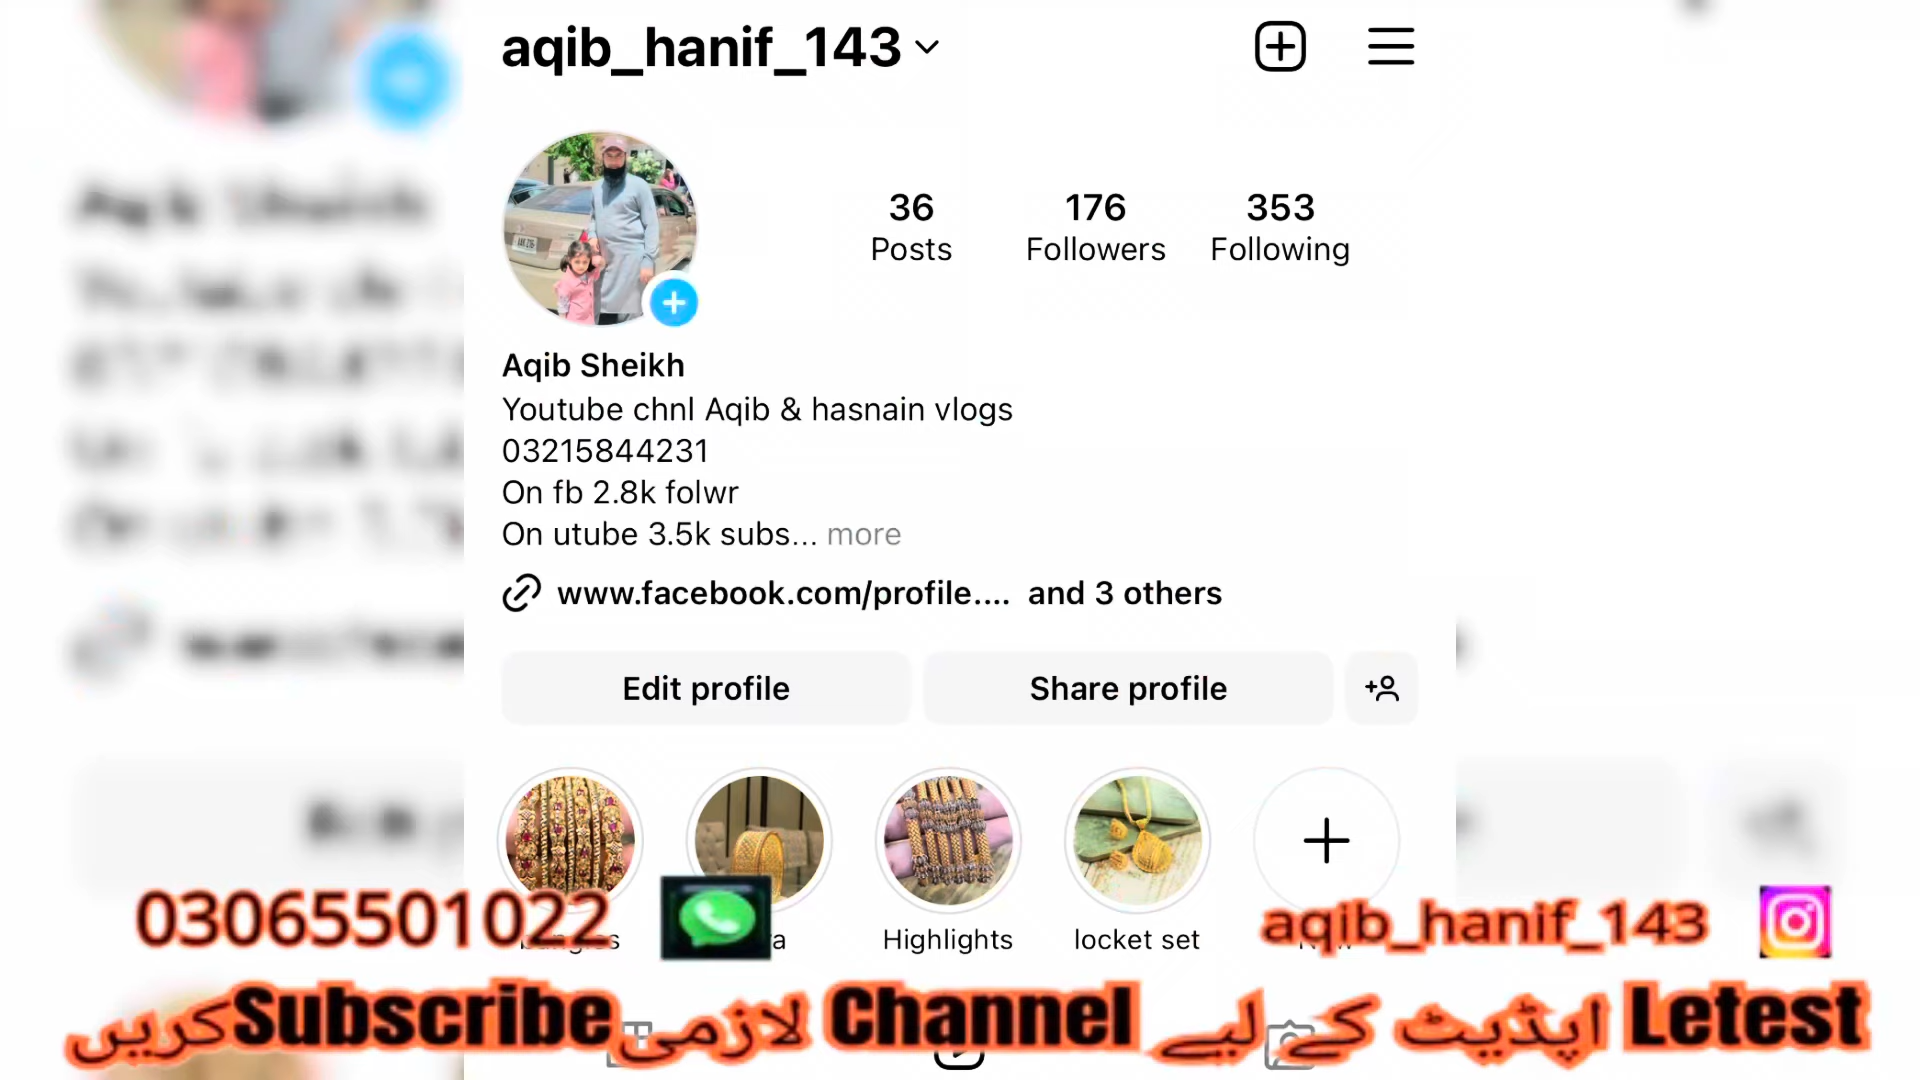 aqib_hanif_143
36 176 353
Posts Followers Following
Aqib Sheikh
Youtube chnl Aqib & hasnain vlogs
03215844231
On fb 2.8k folwr
On utube 3.5k subs... more
www.facebook.com/profile.... and 3 others
Edit profile Share profile
Highlights locket set
03065501022 aqib_hanif_143
Letest اپڈیٹ کے لیے Channel لازمی Subscribe کریں